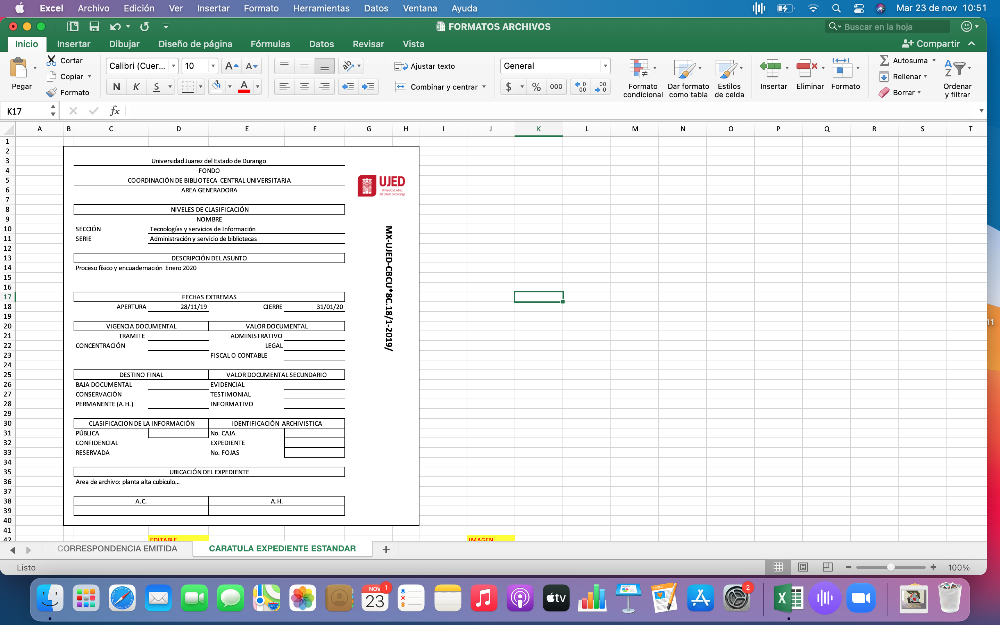 Excel Archivo Edición Ver Insertar Formato Herramientas Datos Ventana Ayuda Mar 23 de nov 10:51
FORMATOS ARCHIVOS Buscar en la hoja
Inicio Insertar Dibujar Diseño de página Fórmulas Datos Revisar Vista Compartir
Pegar
Cortar
Copiar
Formato
Calibri (Cuer... 10
N K S A
Ajustar texto
Combinar y centrar
General
$ % 000
Formato condicional
Dar formato como tabla
Estilos de celda
Insertar Eliminar Formato
Autosuma
Rellenar
Borrar
Ordenar y filtrar
K17 fx
A B C D E F G H I J K L M N O P Q R S T
1
2
3 Universidad Juarez del Estado de Durango
4 FONDO
5 COORDINACIÓN DE BIBLIOTECA CENTRAL UNIVERSITARIA
6 AREA GENERADORA
UJED
Universidad Juárez
del Estado de Durango
7
8 NIVELES DE CLASIFICACIÓN
9 NOMBRE
10 SECCIÓN Tecnologías y servicios de Información
11 SERIE Administración y servicio de bibliotecas
12
13 DESCRIPCIÓN DEL ASUNTO
14 Proceso físico y encuadernación Enero 2020
15
16
17 FECHAS EXTREMAS
18 APERTURA 28/11/19 CIERRE 31/01/20
MX-UJED-CBCU*8C.18/1-2019/
19
20 VIGENCIA DOCUMENTAL VALOR DOCUMENTAL
21 TRAMITE ADMINISTRATIVO
22 CONCENTRACIÓN LEGAL
23 FISCAL O CONTABLE
24
25 DESTINO FINAL VALOR DOCUMENTAL SECUNDARIO
26 BAJA DOCUMENTAL EVIDENCIAL
27 CONSERVACIÓN TESTIMONIAL
28 PERMANENTE (A.H.) INFORMATIVO
29
30 CLASIFICACION DE LA INFORMACIÓN IDENTIFICACIÓN ARCHIVISTICA
31 PÚBLICA No. CAJA
32 CONFIDENCIAL EXPEDIENTE
33 RESERVADA No. FOJAS
34
35 UBICACIÓN DEL EXPEDIENTE
36 Area de archivo: planta alta cubiculo...
37
38 A.C. A.H.
39
40
41
42 EDITABLE IMAGEN
CORRESPONDENCIA EMITIDA CARATULA EXPEDIENTE ESTANDAR +
Listo 100%
11
NOV 1
23
280
tv
KEYNOTE
PAGES
2
X